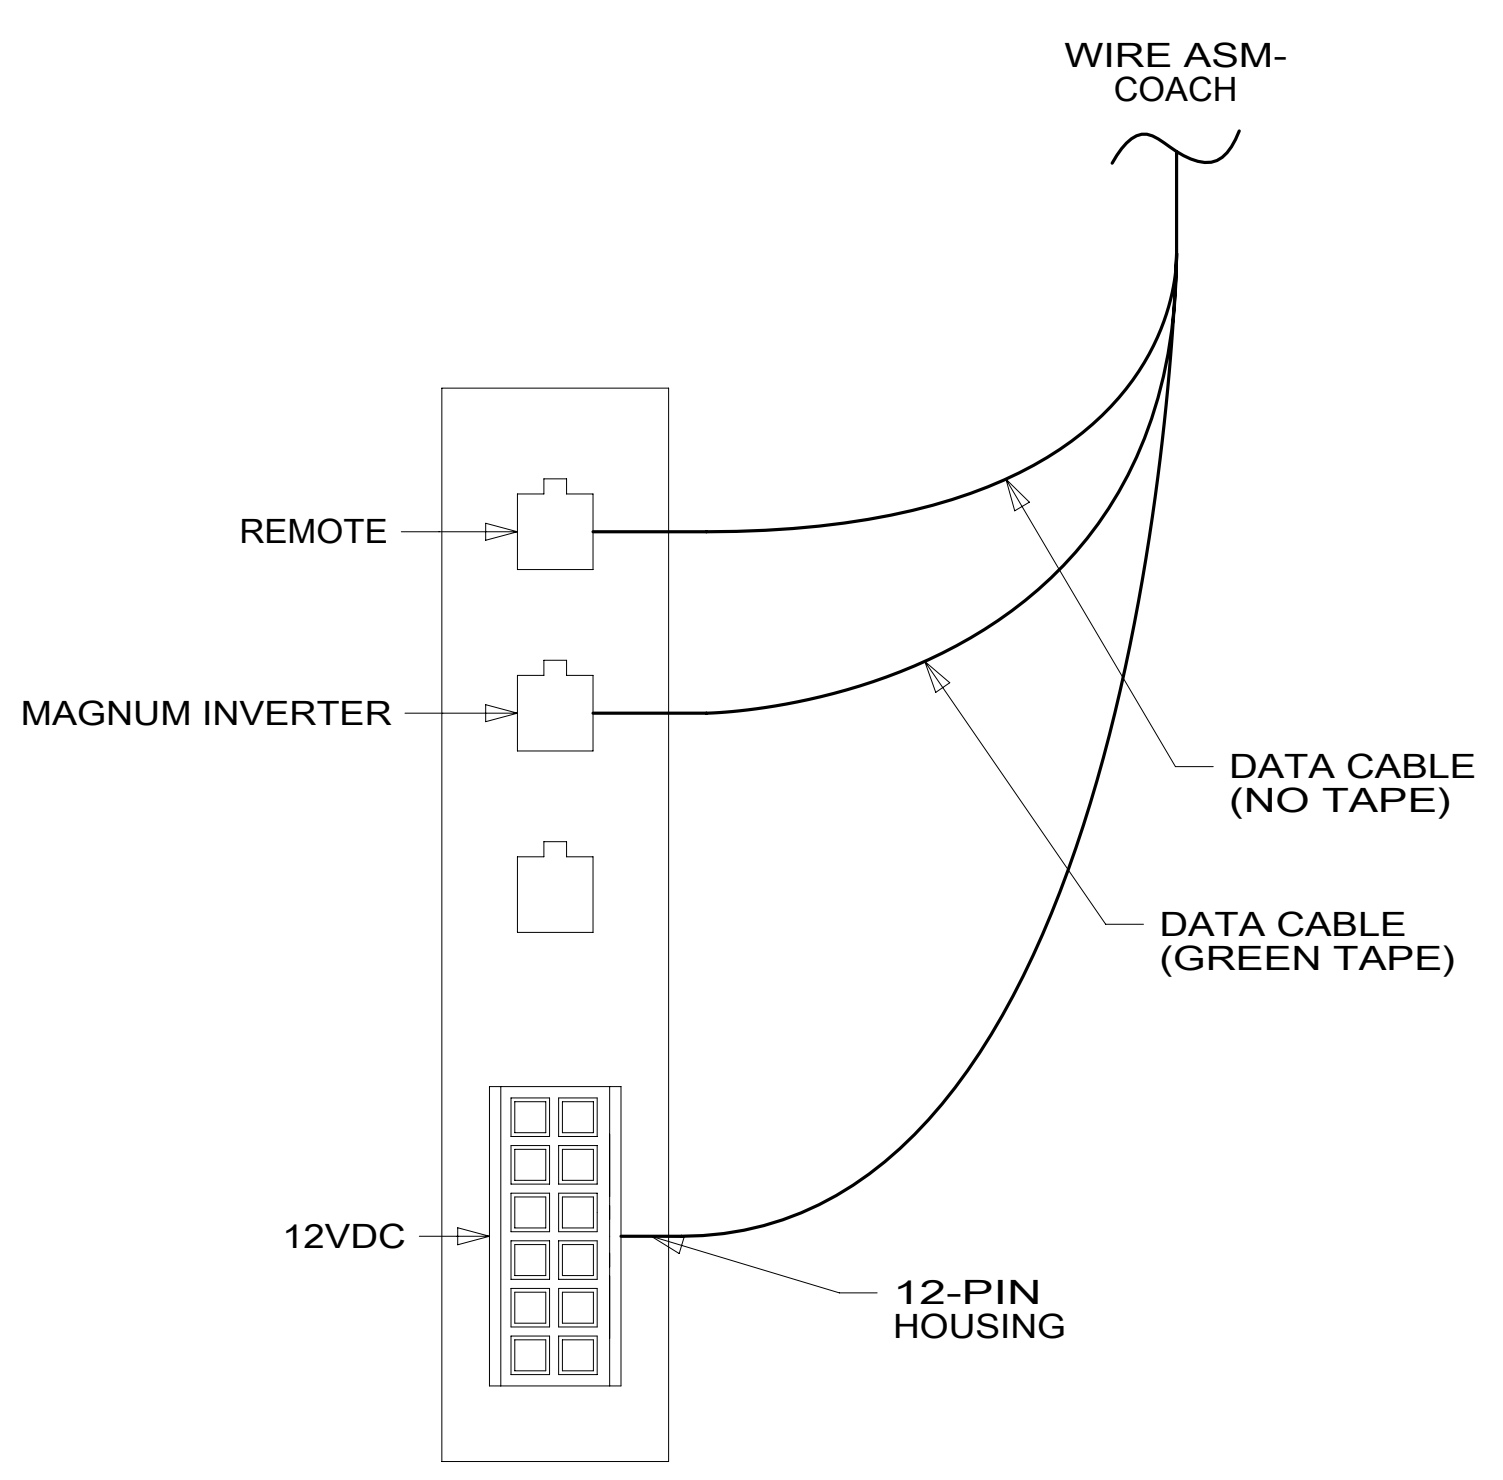 WIRE ASM-
COACH
REMOTE
MAGNUM INVERTER
DATA CABLE
(NO TAPE)
DATA CABLE
(GREEN TAPE)
12VDC
12-PIN
HOUSING